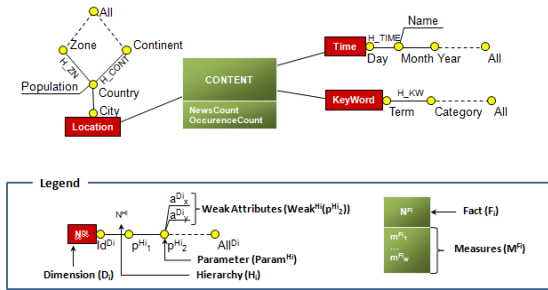 All
Zone
Continent
H_ZN
H_CONT
Population
Country
City
Location
CONTENT
NewsCount
OccurenceCount
Time
H_TIME
Name
Day
Month
Year
All
KeyWord
H_KW
Term
Category
All
Legend
N^Di
Id^Di
N^Hi
p^Hi_1
a^Di_x
a^Di_y
p^Hi_2
All^Di
Weak Attributes (Weak^Hi(p^Hi_2))
Parameter (Param^Hi)
Dimension (D_i)
Hierarchy (H_i)
N^Fi
m^Fi_1
...
m^Fi_w
Fact (F_i)
Measures (M^Fi)